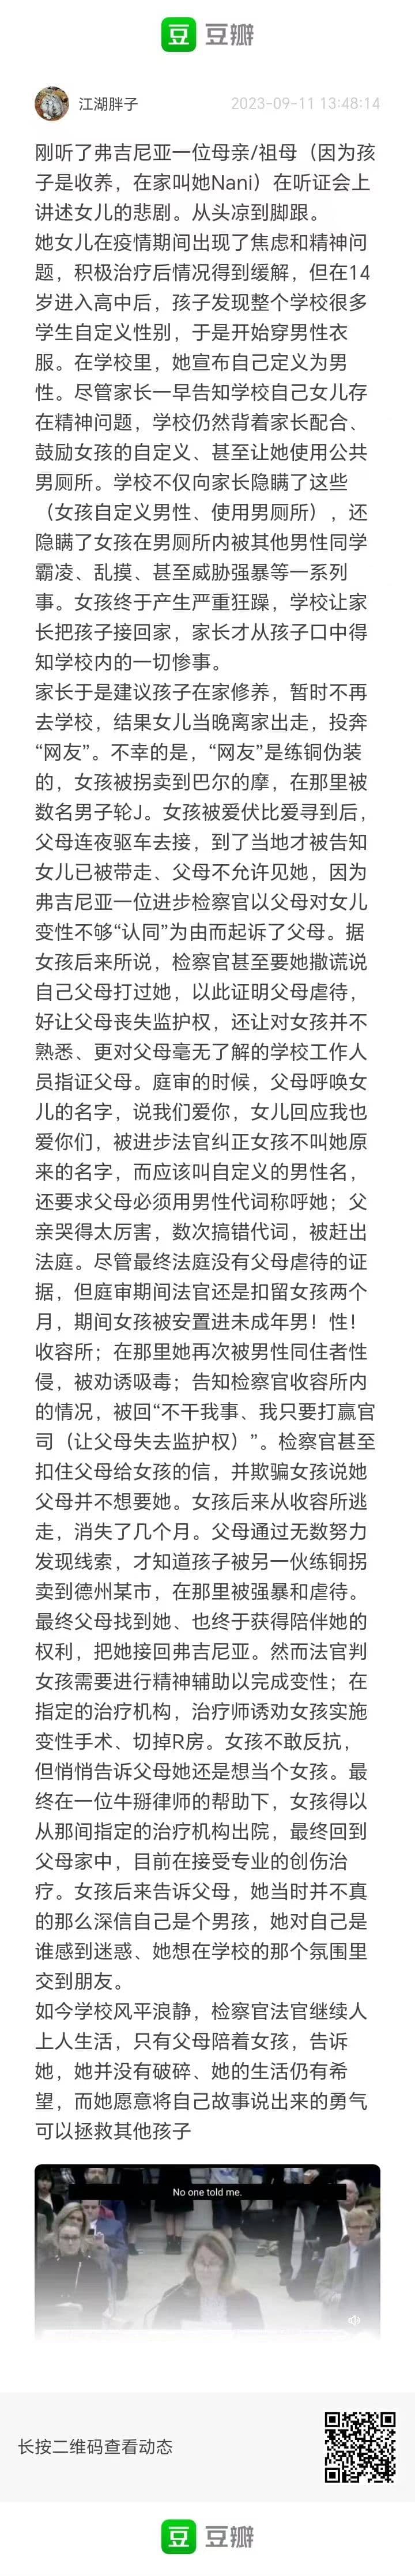 豆 豆瓣
江湖胖子 2023-09-11 13:48:14
刚听了弗吉尼亚一位母亲/祖母（因为孩
子是收养，在家叫她Nani）在听证会上
讲述女儿的悲剧。从头凉到脚跟。
她女儿在疫情期间出现了焦虑和精神问
题，积极治疗后情况得到缓解，但在14
岁进入高中后，孩子发现整个学校很多
学生自定义性别，于是开始穿男性衣
服。在学校里，她宣布自己定义为男
性。尽管家长一早告知学校自己女儿存
在精神问题，学校仍然背着家长配合、
鼓励女孩的自定义、甚至让她使用公共
男厕所。学校不仅向家长隐瞒了这些
（女孩自定义男性、使用男厕所），还
隐瞒了女孩在男厕所内被其他男性同学
霸凌、乱摸、甚至威胁强暴等一系列
事。女孩终于产生严重狂躁，学校让家
长把孩子接回家，家长才从孩子口中得
知学校内的一切惨事。
家长于是建议孩子在家修养，暂时不再
去学校，结果女儿当晚离家出走，投奔
“网友”。不幸的是，“网友”是练铜伪装
的，女孩被拐卖到巴尔的摩，在那里被
数名男子轮J。女孩被爱伏比爱寻到后，
父母连夜驱车去接，到了当地才被告知
女儿已被带走、父母不允许见她，因为
弗吉尼亚一位进步检察官以父母对女儿
变性不够“认同”为由而起诉了父母。据
女孩后来所说，检察官甚至要她撒谎说
自己父母打过她，以此证明父母虐待，
好让父母丧失监护权，还让对女孩并不
熟悉、更对父母毫无了解的学校工作人
员指证父母。庭审的时候，父母呼唤女
儿的名字，说我们爱你，女儿回应我也
爱你们，被进步法官纠正女孩不叫她原
来的名字，而应该叫自定义的男性名，
还要求父母必须用男性代词称呼她；父
亲哭得太厉害，数次搞错代词，被赶出
法庭。尽管最终法庭没有父母虐待的证
据，但庭审期间法官还是扣留女孩两个
月，期间女孩被安置进未成年男！性！
收容所；在那里她再次被男性同住者性
侵，被劝诱吸毒；告知检察官收容所内
的情况，被回“不干我事、我只要打赢官
司（让父母失去监护权）”。检察官甚至
扣住父母给女孩的信，并欺骗女孩说她
父母并不想要她。女孩后来从收容所逃
走，消失了几个月。父母通过无数努力
发现线索，才知道孩子被另一伙练铜拐
卖到德州某市，在那里被强暴和虐待。
最终父母找到她、也终于获得陪伴她的
权利，把她接回弗吉尼亚。然而法官判
女孩需要进行精神辅助以完成变性；在
指定的治疗机构，治疗师诱劝女孩实施
变性手术、切掉R房。女孩不敢反抗，
但悄悄告诉父母她还是想当个女孩。最
终在一位牛掰律师的帮助下，女孩得以
从那间指定的治疗机构出院，最终回到
父母家中，目前在接受专业的创伤治
疗。女孩后来告诉父母，她当时并不真
的那么深信自己是个男孩，她对自己是
谁感到迷惑、她想在学校的那个氛围里
交到朋友。
如今学校风平浪静，检察官法官继续人
上人生活，只有父母陪着女孩，告诉
她，她并没有破碎、她的生活仍有希
望，而她愿意将自己故事说出来的勇气
可以拯救其他孩子
No one told me.
长按二维码查看动态
豆 豆瓣